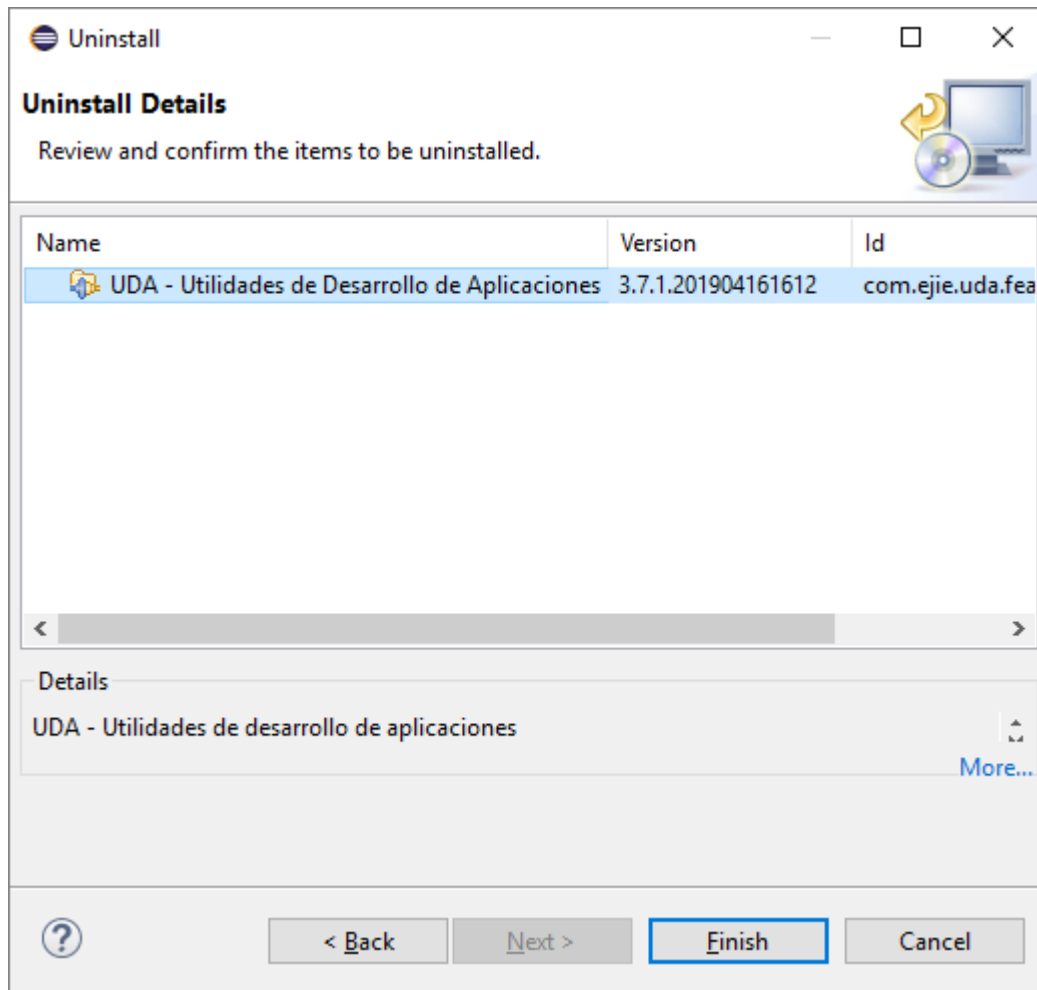 Uninstall
Uninstall Details
Review and confirm the items to be uninstalled.
Name Version Id
UDA - Utilidades de Desarrollo de Aplicaciones 3.7.1.201904161612 com.ejie.uda.fea
Details
UDA - Utilidades de desarrollo de aplicaciones
More...
? < Back Next > Finish Cancel